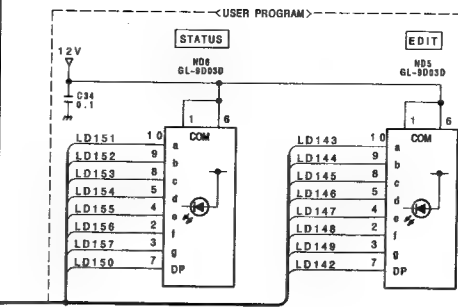 <USER PROGRAM>
STATUS
EDIT
12V
ND6
GL-9D03D
ND5
GL-9D03D
C34
0.1
1 6
1 6
COM
COM
LD151 10 a
LD152 9 b
LD153 8 c
LD154 5 d
LD155 4 e
LD156 2 f
LD157 3 g
LD150 7 DP
LD143 10 a
LD144 9 b
LD145 8 c
LD146 5 d
LD147 4 e
LD148 2 f
LD149 3 g
LD142 7 DP